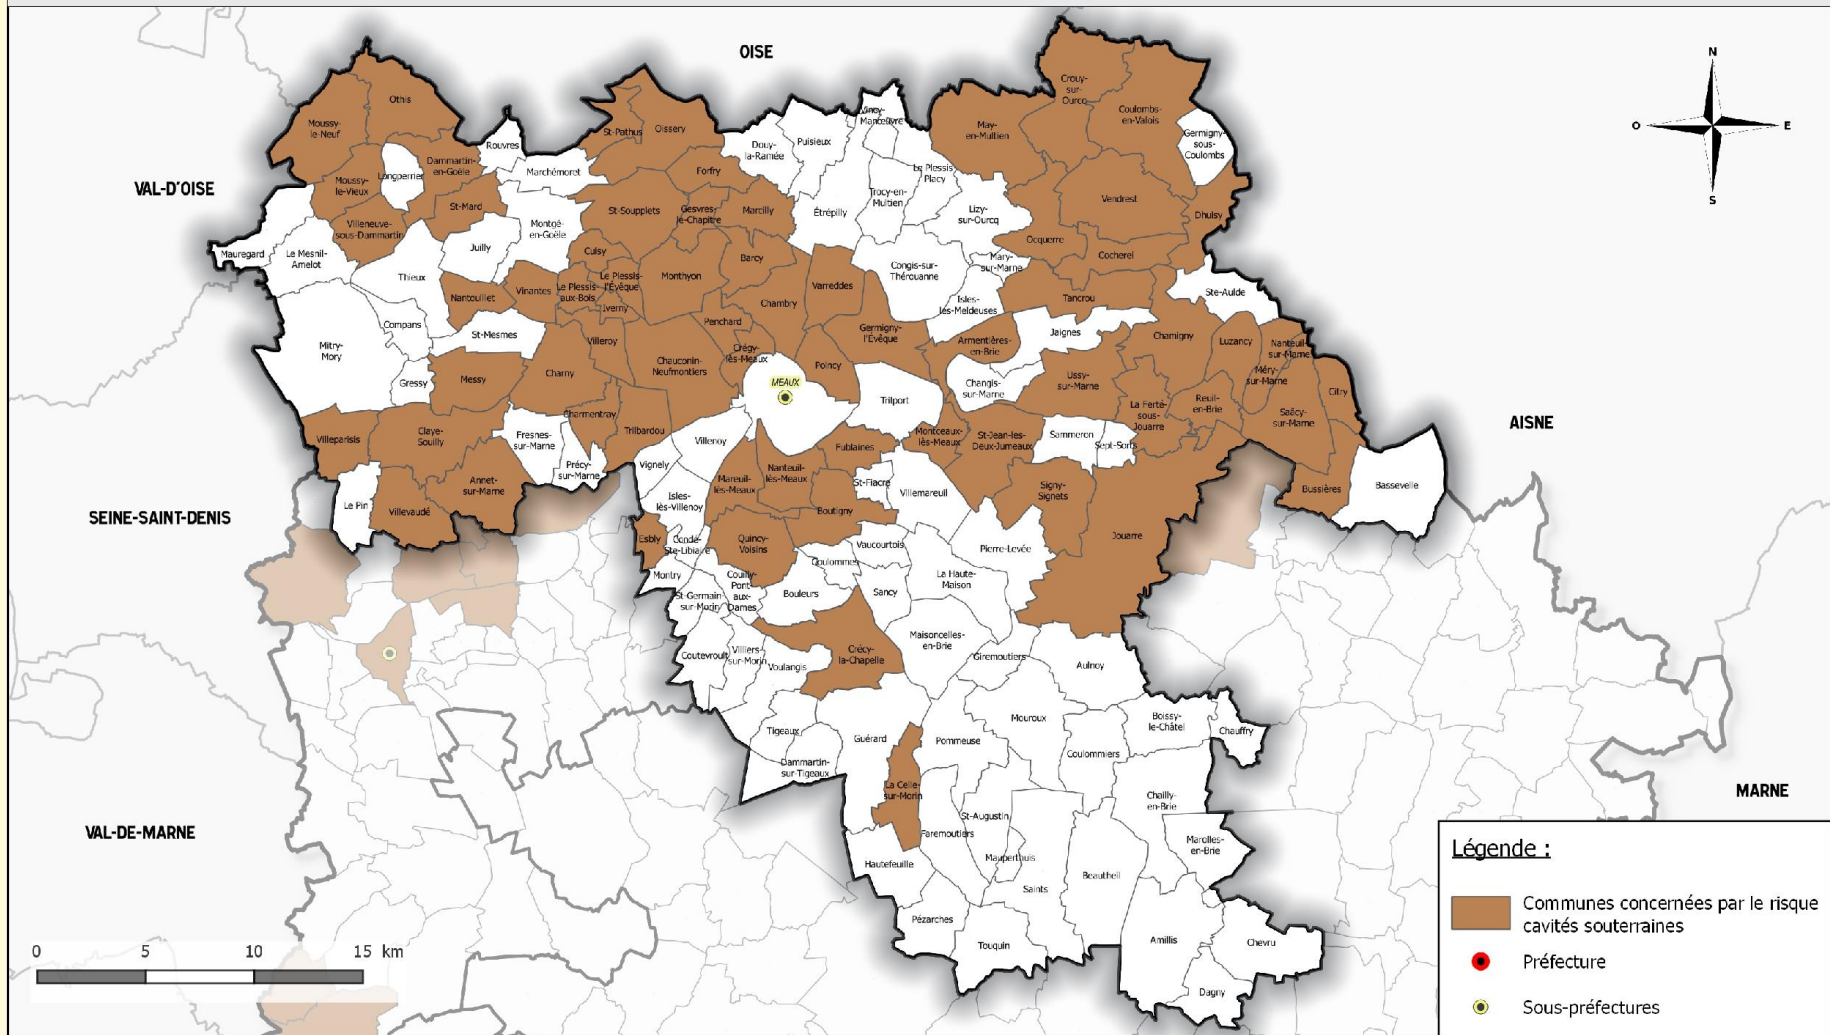 OISE
N
O
E
S
VAL-D'OISE
SEINE-SAINT-DENIS
VAL-DE-MARNE
AISNE
MARNE
Othis
Moussy-
le-Neuf
Moussy-
le-Vieux
Longperrier
Dammartin-
en-Goële
Rouvres
Marchémoret
St-Mard
Villeneuve-
sous-Dammartin
Mauregard
Le Mesnil-
Amelot
Thieux
Juilly
Montgé-
en-Goële
Nantouillet
Vinantes
St-Mesmes
Compans
Mitry-
Mory
Gressy
Messy
Charny
Villeroy
Charmentray
Villeparisis
Claye-
Souilly
Fresnes-
sur-Marne
Précy-
sur-Marne
Trilbardou
Annet-
sur-Marne
Le Pin
Villevaudé
St-Pathus
Oissery
Forfry
St-Soupplets
Gesvres-
le-Chapitre
Marcilly
Cuisy
Le Plessis-
l'Évêque
Le Plessis-
aux-Bois
Iverny
Monthyon
Barcy
Chambry
Penchard
Crégy-
lès-Meaux
Chauconin-
Neufmontiers
MEAUX
Douy-
la-Ramée
Puisieux
Vincy-
Manœuvre
Le Plessis-
Placy
Trocy-en-
Multien
Étrépilly
Lizy-
sur-Ourcq
May-
en-Multien
Crouy-
sur-
Ourcq
Coulombs-
en-Valois
Germigny-
sous-
Coulombs
Vendrest
Dhuisy
Ocquerre
Cocherel
Mary-
sur-Marne
Congis-sur-
Thérouanne
Isles-
les-Meldeuses
Varreddes
Germigny-
l'Évêque
Poincy
Trilport
Tancrou
Jaignes
Armentières-
en-Brie
Changis-
sur-Marne
Ste-Aulde
Chamigny
Luzancy
Nanteuil-
sur-Marne
Méry-
sur-Marne
Citry
Saâcy-
sur-Marne
Ussy-
sur-Marne
La Ferté-
sous-
Jouarre
Reuil-
en-Brie
Sammeron
Sept-Sorts
St-Jean-les-
Deux-Jumeaux
Montceaux-
lès-Meaux
Fublaines
Villenoy
Vignely
Isles-
lès-Villenoy
Mareuil-
lès-Meaux
Nanteuil-
lès-Meaux
St-Fiacre
Villemareuil
Boutigny
Signy-
Signets
Jouarre
Bussières
Bassevelle
Esbly
Condé-
Ste-Libiaire
Quincy-
Voisins
Montry
Couilly-
Pont-
aux-
Dames
St-Germain-
sur-Morin
Coulommes
Vaucourtois
Bouleurs
Sancy
La Haute-
Maison
Pierre-Levée
Coutevroult
Villiers-
sur-Morin
Voulangis
Crécy-
la-Chapelle
Maisoncelles-
en-Brie
Giremoutiers
Aulnoy
Tigeaux
Dammartin-
sur-Tigeaux
Guérard
La Celle-
sur-Morin
Pommeuse
Mouroux
Coulommiers
Boissy-
le-Châtel
Chauffry
Chailly-
en-Brie
Marolles-
en-Brie
St-Augustin
Faremoutiers
Mauperthuis
Saints
Beautheil
Hautefeuille
Pézarches
Touquin
Amillis
Chevru
Dagny
0 5 10 15 km
Légende :
Communes concernées par le risque
cavités souterraines
Préfecture
Sous-préfectures